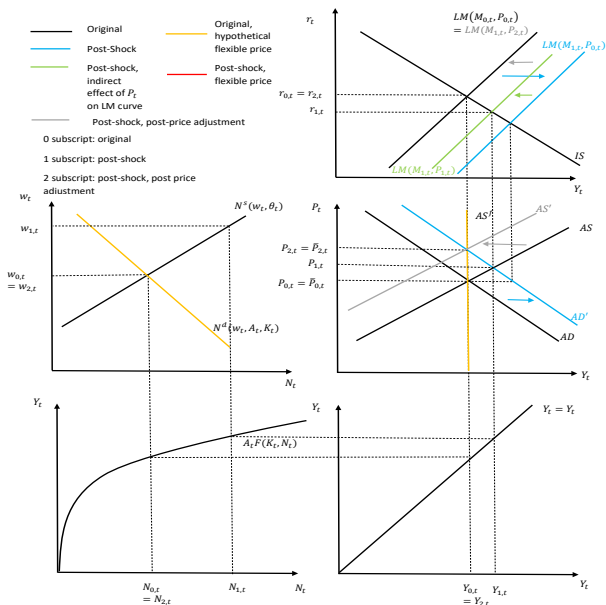 Original
Post-Shock
Post-shock,
indirect
effect of P_t
on LM curve
Original,
hypothetical
flexible price
Post-shock,
flexible price
Post-shock, post-price adjustment
0 subscript: original
1 subscript: post-shock
2 subscript: post-shock, post price
adjustment
r_t
LM(M_{0,t}, P_{0,t})
= LM(M_{1,t}, P_{2,t})
LM(M_{1,t}, P_{0,t})
r_{0,t} = r_{2,t}
r_{1,t}
LM(M_{1,t}, P_{1,t})
IS
Y_t
w_t
N^s(w_t, θ_t)
w_{1,t}
w_{0,t}
= w_{2,t}
N^d(w_t, A_t, K_t)
N_t
P_t
AS^f
AS'
AS
P_{2,t} = P̄_{2,t}
P_{1,t}
P_{0,t} = P̄_{0,t}
AD'
AD
Y_t
Y_t
A_tF(K_t, N_t)
N_{0,t}
= N_{2,t}
N_{1,t}
N_t
Y_t
Y_t = Y_t
Y_{0,t}
= Y_{2,t}
Y_{1,t}
Y_t